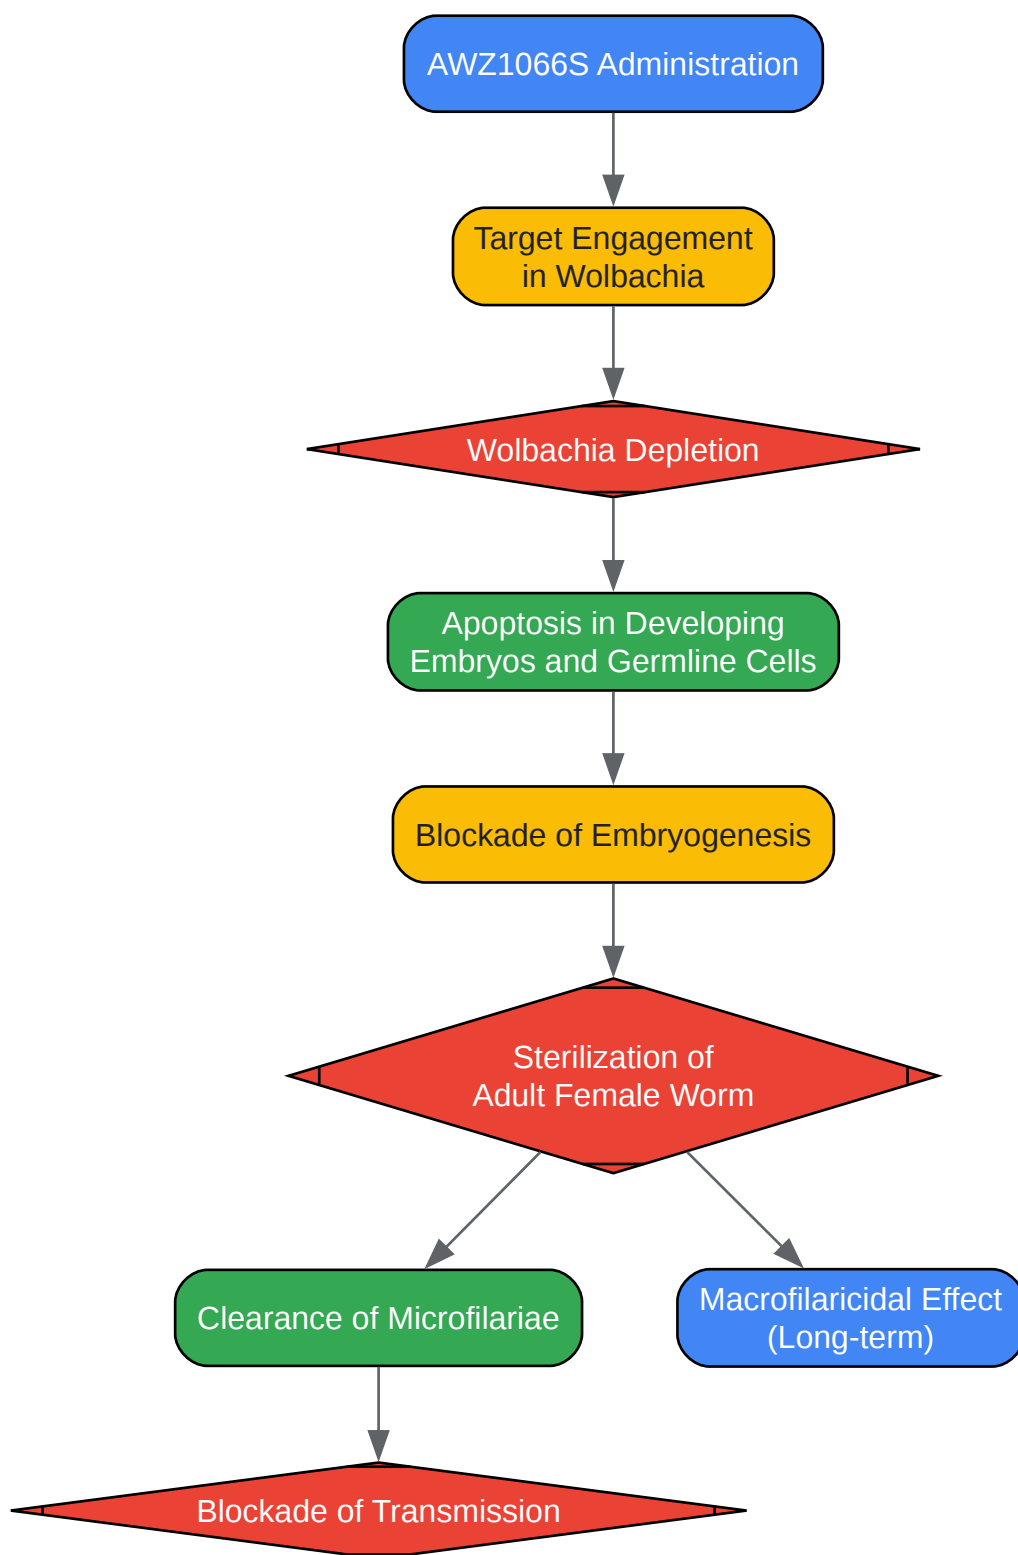 AWZ1066S Administration
Target Engagement
in Wolbachia
Wolbachia Depletion
Apoptosis in Developing
Embryos and Germline Cells
Blockade of Embryogenesis
Sterilization of
Adult Female Worm
Clearance of Microfilariae
Macrofilaricidal Effect
(Long-term)
Blockade of Transmission